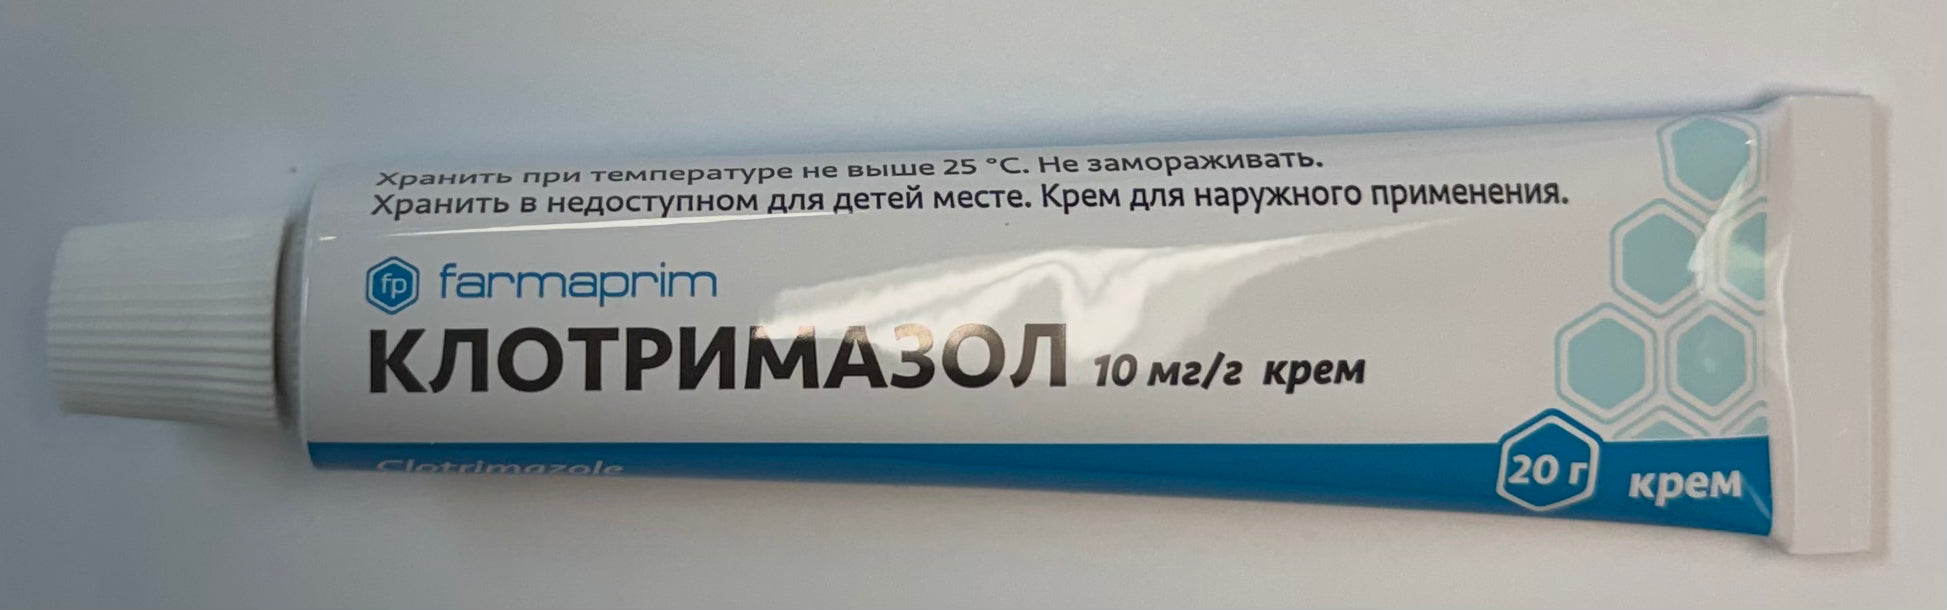 Хранить при температуре не выше 25 °C. Не замораживать.
Хранить в недоступном для детей месте. Крем для наружного применения.
fp farmaprim
КЛОТРИМАЗОЛ 10 мг/г крем
Clotrimazole
20 г крем